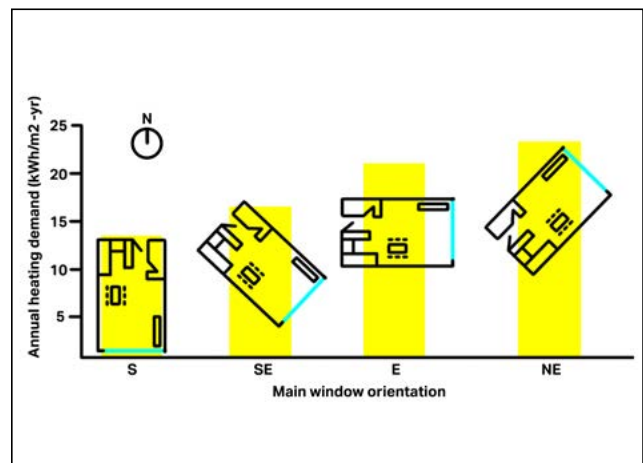 Annual heating demand (kWh/m2 -yr)
N
25
20
15
10
5
S
SE
E
NE
Main window orientation